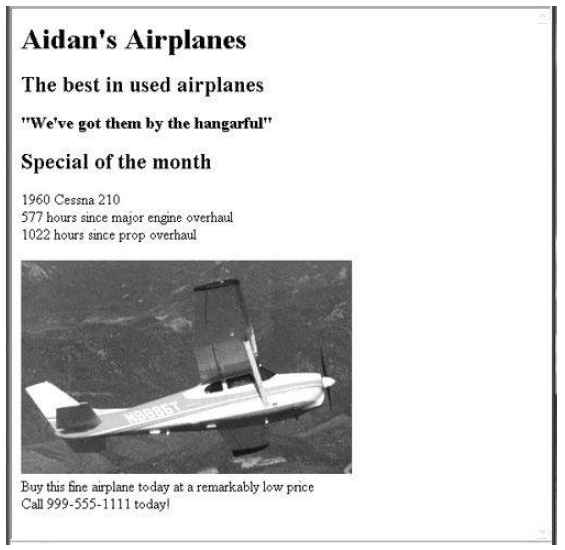 Aidan's Airplanes
The best in used airplanes
"We've got them by the hangarful"
Special of the month
1960 Cessna 210
577 hours since major engine overhaul
1022 hours since prop overhaul
Buy this fine airplane today at a remarkably low price
Call 999-555-1111 today!